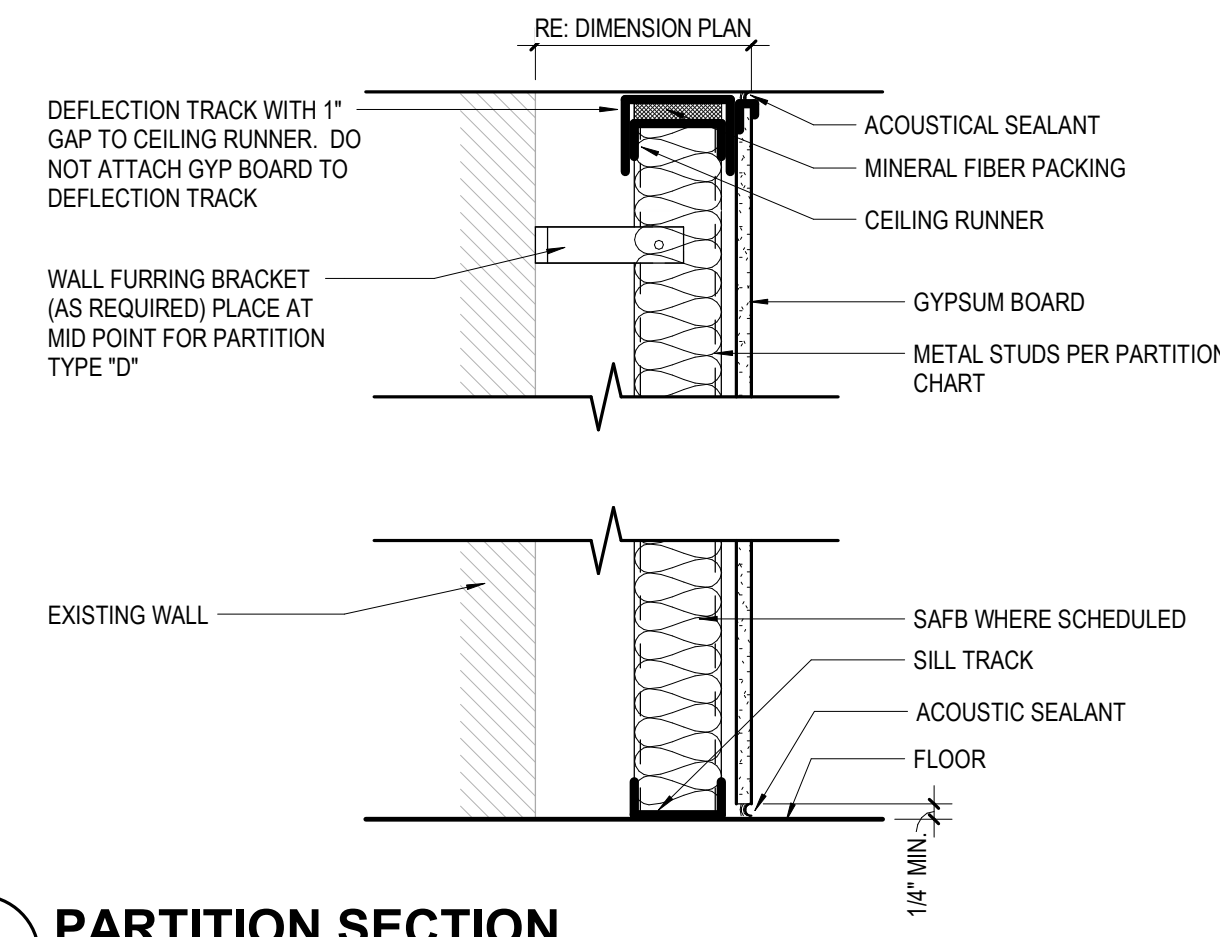 RE: DIMENSION PLAN
DEFLECTION TRACK WITH 1"
GAP TO CEILING RUNNER. DO
NOT ATTACH GYP BOARD TO
DEFLECTION TRACK
ACOUSTICAL SEALANT
MINERAL FIBER PACKING
CEILING RUNNER
WALL FURRING BRACKET
(AS REQUIRED) PLACE AT
MID POINT FOR PARTITION
TYPE "D"
GYPSUM BOARD
METAL STUDS PER PARTITION
CHART
EXISTING WALL
SAFB WHERE SCHEDULED
SILL TRACK
ACOUSTIC SEALANT
FLOOR
1/4" MIN.
PARTITION SECTION